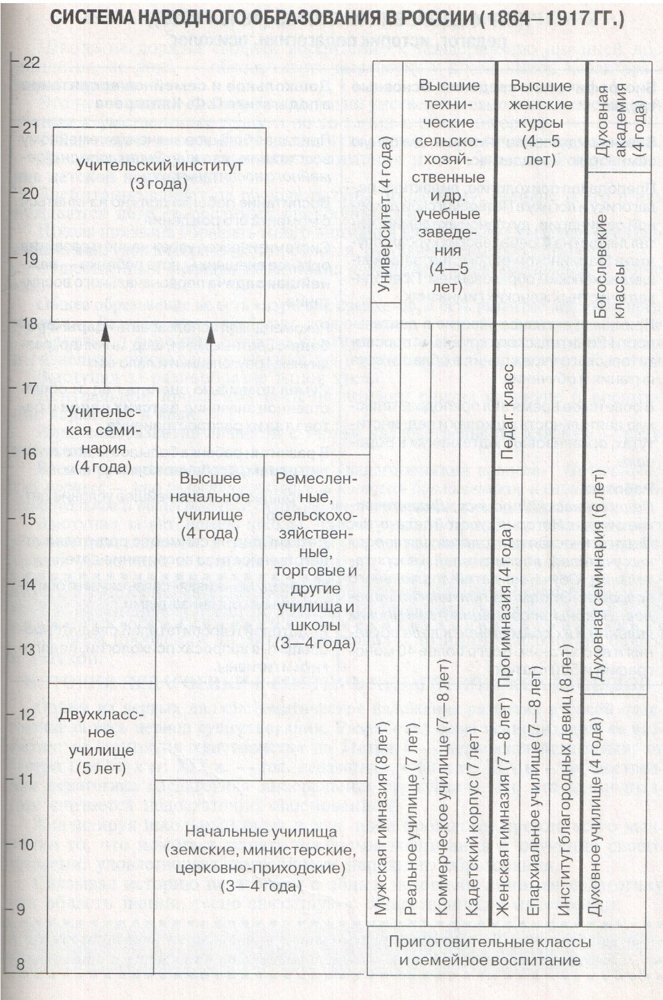 СИСТЕМА НАРОДНОГО ОБРАЗОВАНИЯ В РОССИИ (1864—1917 ГГ.)
22
21
20
19
18
17
16
15
14
13
12
11
10
9
8
Учительский институт
(3 года)
Учительс-
кая семи-
нария
(4 года)
Высшее
начальное
училище
(4 года)
Ремеслен-
ные,
сельскохо-
зяйствен-
ные,
торговые и
другие
училища и
школы
(3—4 года)
Двухкласс-
ное
училище
(5 лет)
Начальные училища
(земские, министерские,
церковно-приходские)
(3—4 года)
Университет (4 года)
Высшие
техни-
ческие
сельско-
хозяй-
ственные
и др.
учебные
заведе-
ния
(4—5
лет)
Высшие
женские
курсы
(4—5
лет)
Духовная
академия
(4 года)
Богословкие
классы
Педаг. класс:
Прогимназия (4 года)
Духовная семинария (6 лет)
Мужская гимназия (8 лет)
Реальное училище (7 лет)
Коммерческое училище (7—8 лет)
Кадетский корпус (7 лет)
Женская гимназия (7—8 лет)
Епархиальное училище (7—8 лет)
Институт благородных девиц (8 лет)
Духовное училище (4 года)
Приготовительные классы
и семейное воспитание